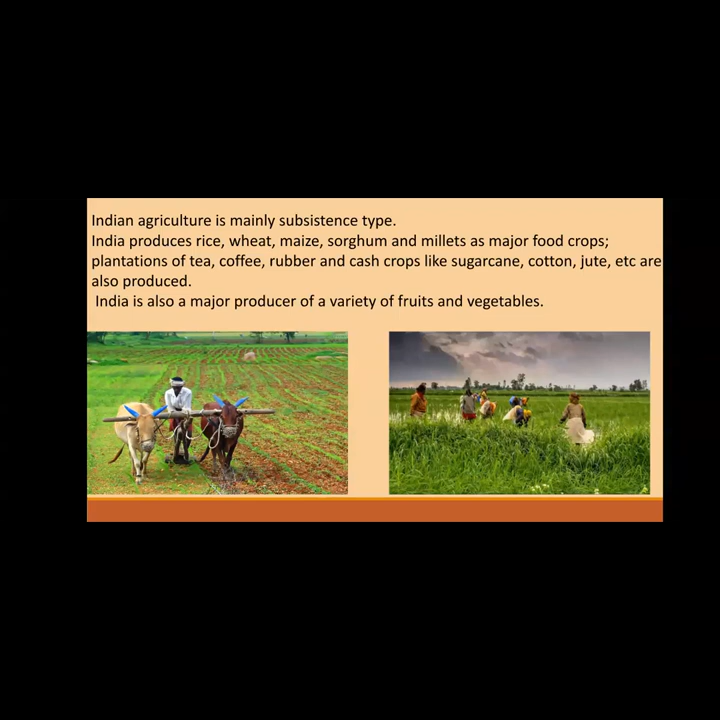 Indian agriculture is mainly subsistence type.
India produces rice, wheat, maize, sorghum and millets as major food crops;
plantations of tea, coffee, rubber and cash crops like sugarcane, cotton, jute, etc are
also produced.
India is also a major producer of a variety of fruits and vegetables.